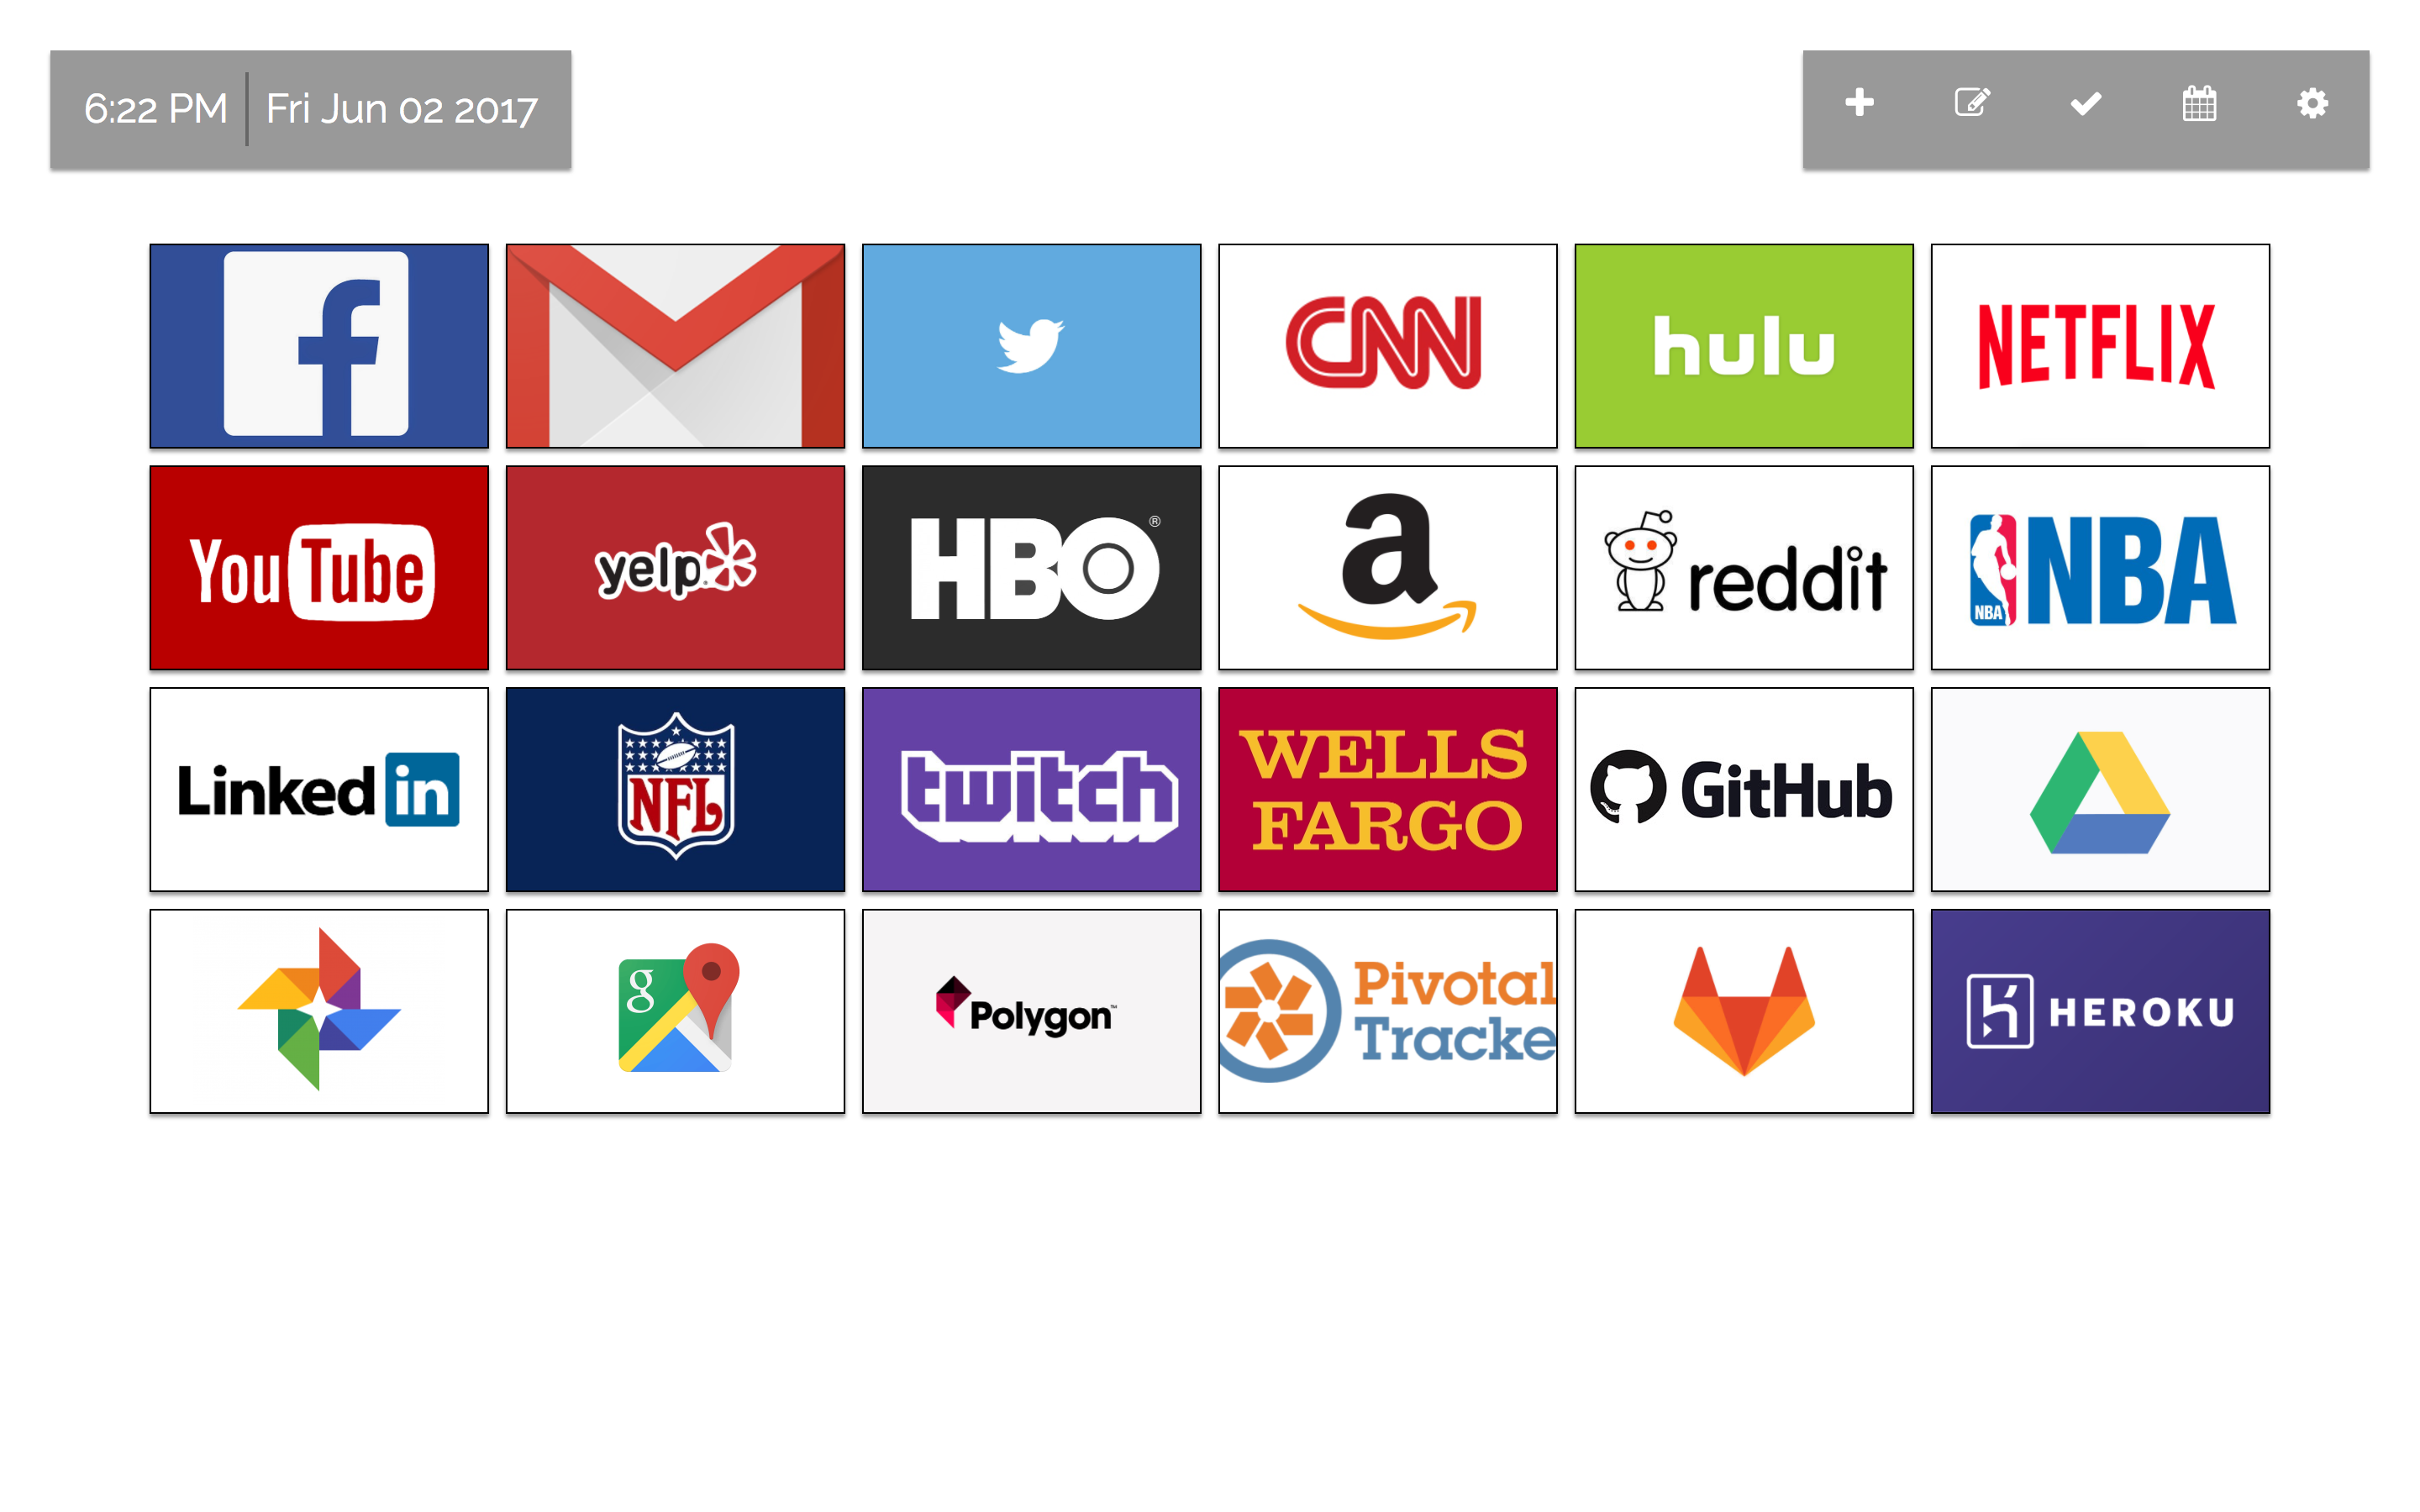 6:22 PM Fri Jun 02 2017
f
CNN
hulu
NETFLIX
YouTube
yelp
HBO®
a
reddit
NBA NBA
Linkedin
NFL
twitch
WELLS
FARGO
GitHub
g
Polygon™
Pivotal
Tracke
HEROKU